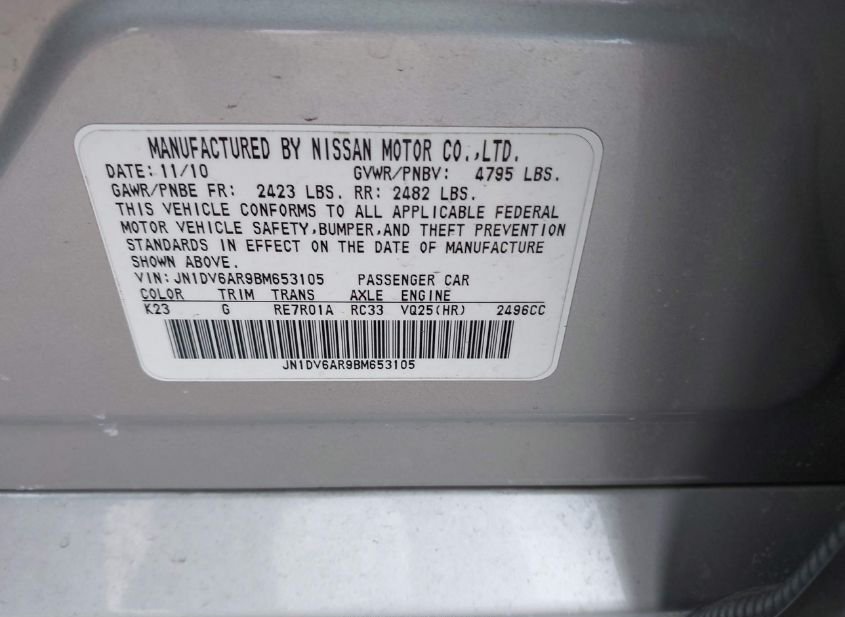 MANUFACTURED BY NISSAN MOTOR CO.,LTD.
DATE: 11/10 GVWR/PNBV: 4795 LBS.
GAWR/PNBE FR: 2423 LBS. RR: 2482 LBS.
THIS VEHICLE CONFORMS TO ALL APPLICABLE FEDERAL
MOTOR VEHICLE SAFETY,BUMPER,AND THEFT PREVENTION
STANDARDS IN EFFECT ON THE DATE OF MANUFACTURE
SHOWN ABOVE.
VIN: JN1DV6AR9BM653105 PASSENGER CAR
COLOR TRIM TRANS AXLE ENGINE
K23 G RE7R01A RC33 VQ25(HR) 2496CC
JN1DV6AR9BM653105